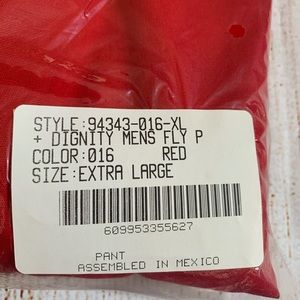 STYLE:94343-016-XL
+ DIGNITY MENS FLY P
COLOR:016 RED
SIZE:EXTRA LARGE
609953355627
PANT
ASSEMBLED IN MEXICO